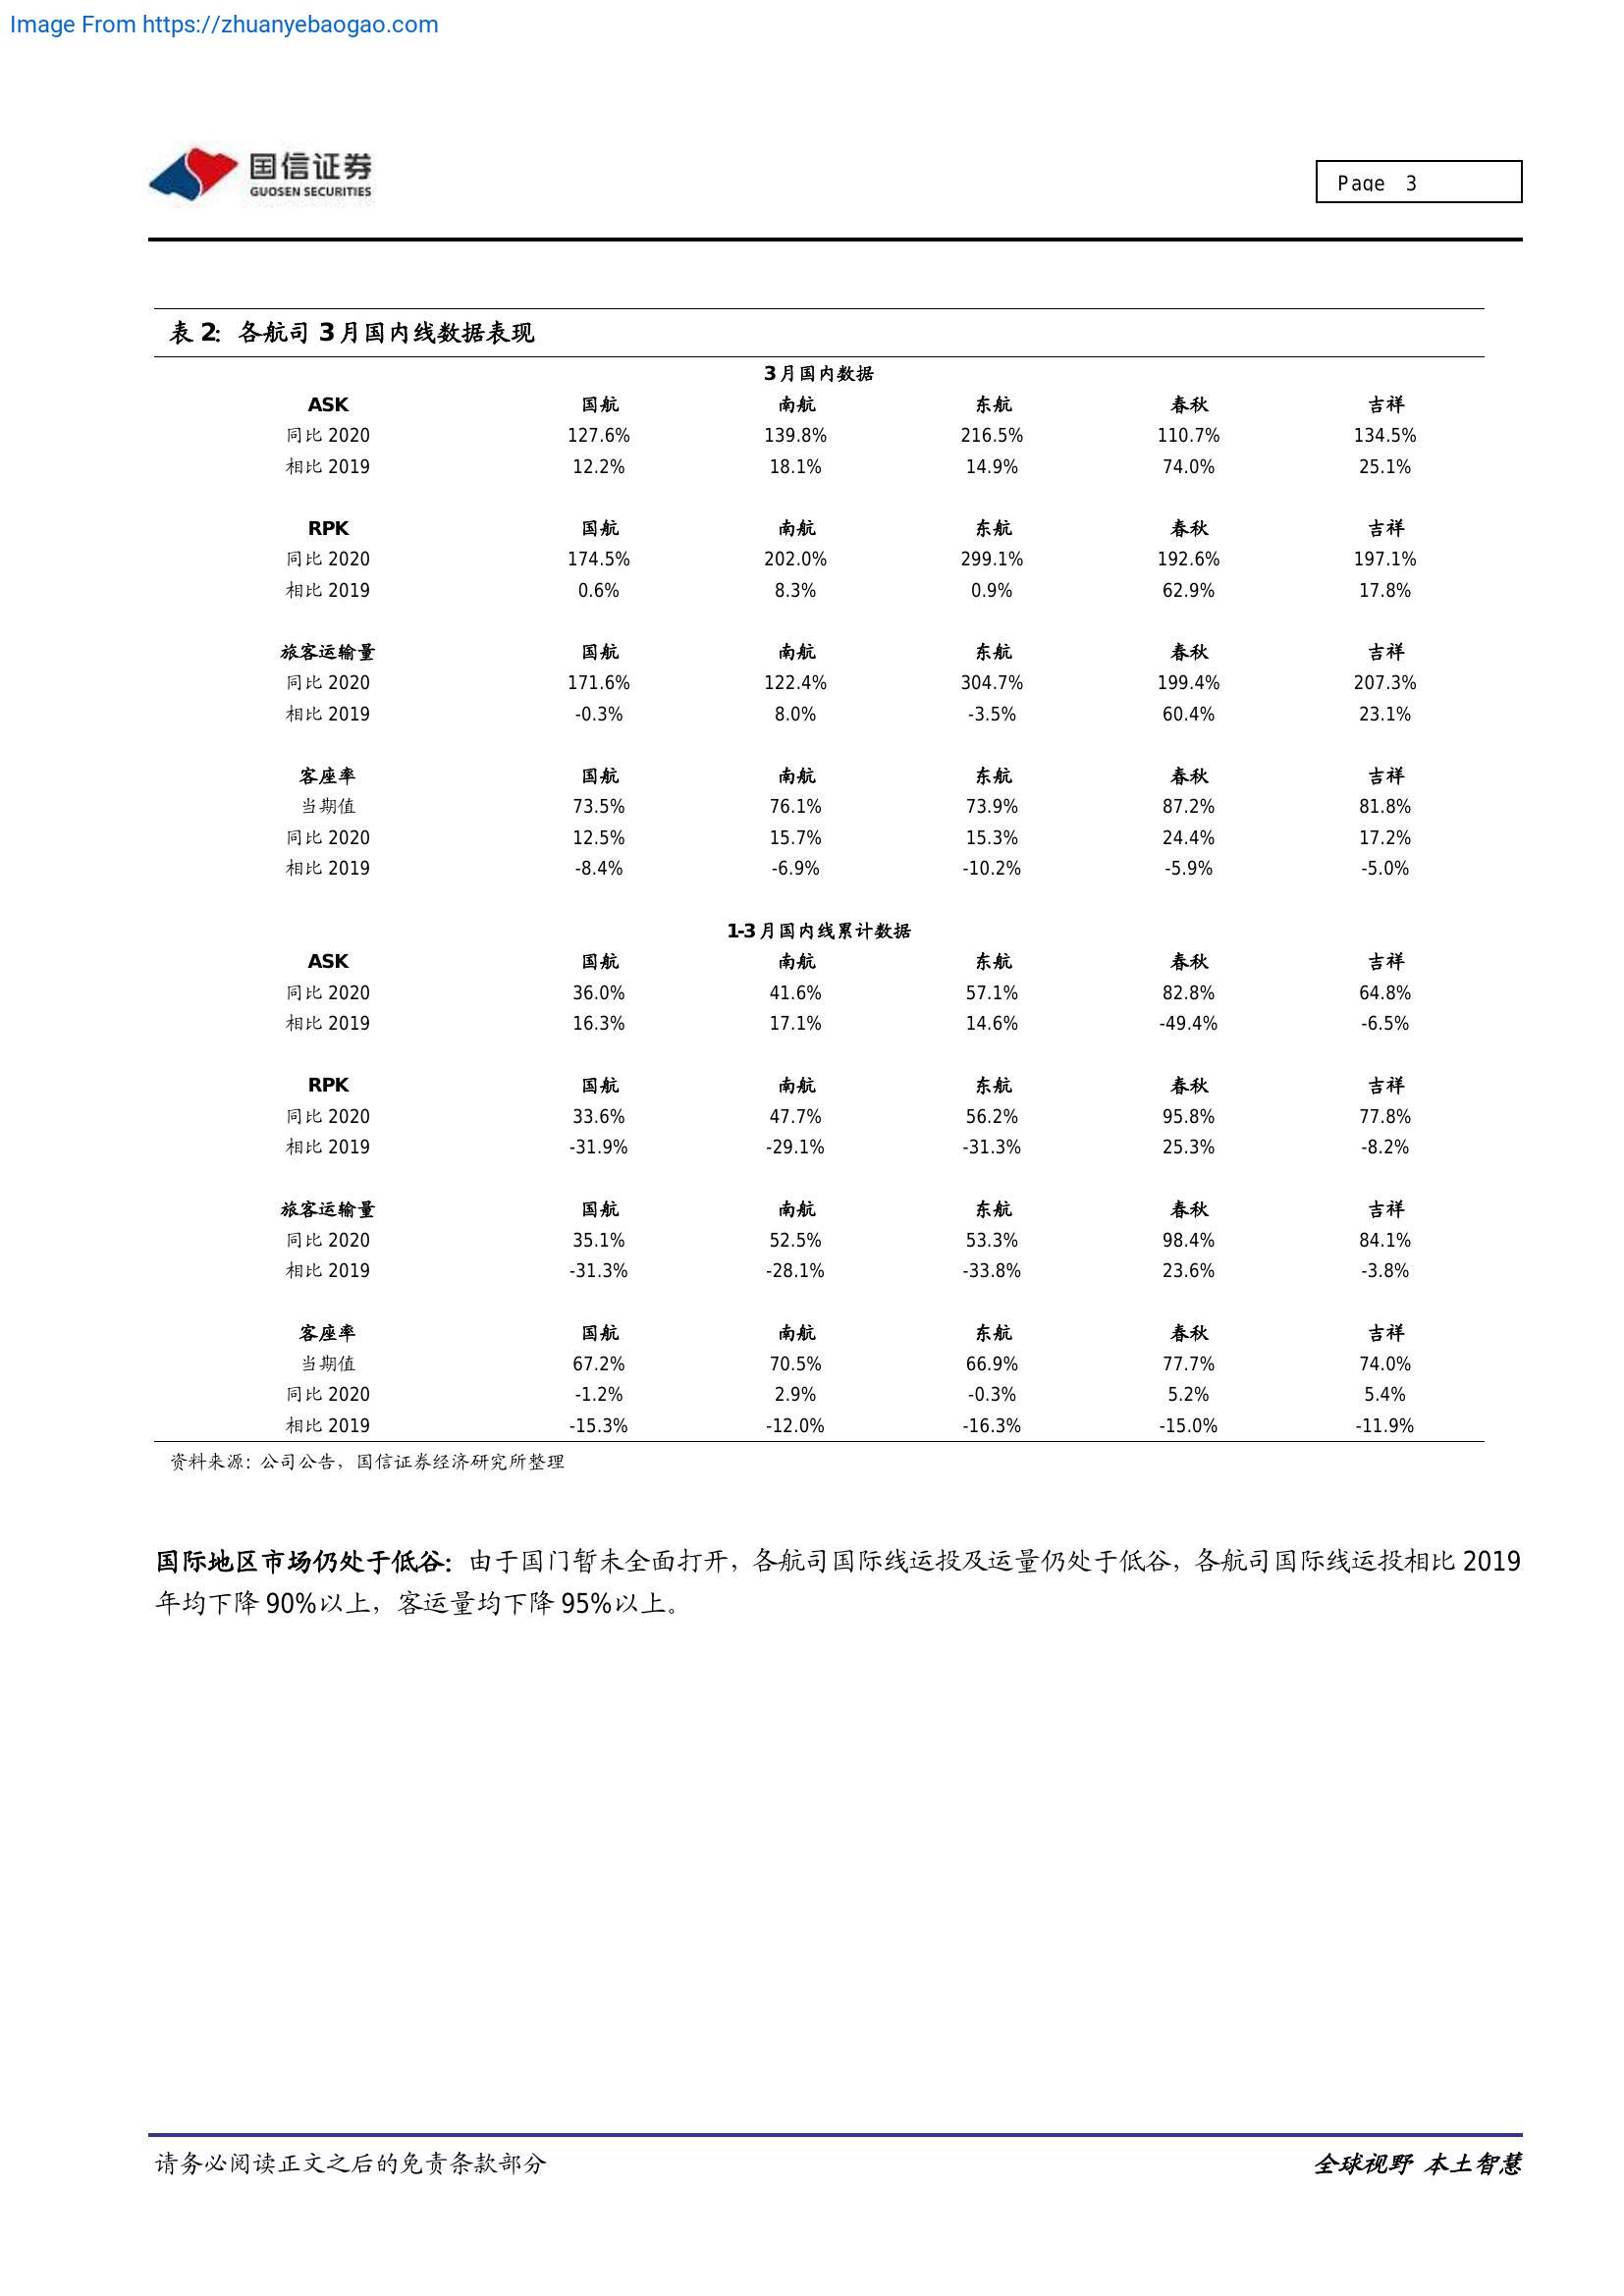 Image From https://zhuanyebaogao.com
国信证券
GUOSEN SECURITIES
Page 3
表 2: 各航司 3 月国内线数据表现
3 月国内数据
ASK 国航 南航 东航 春秋 吉祥
同比 2020 127.6% 139.8% 216.5% 110.7% 134.5%
相比 2019 12.2% 18.1% 14.9% 74.0% 25.1%
RPK 国航 南航 东航 春秋 吉祥
同比 2020 174.5% 202.0% 299.1% 192.6% 197.1%
相比 2019 0.6% 8.3% 0.9% 62.9% 17.8%
旅客运输量 国航 南航 东航 春秋 吉祥
同比 2020 171.6% 122.4% 304.7% 199.4% 207.3%
相比 2019 -0.3% 8.0% -3.5% 60.4% 23.1%
客座率 国航 南航 东航 春秋 吉祥
当期值 73.5% 76.1% 73.9% 87.2% 81.8%
同比 2020 12.5% 15.7% 15.3% 24.4% 17.2%
相比 2019 -8.4% -6.9% -10.2% -5.9% -5.0%
1-3 月国内线累计数据
ASK 国航 南航 东航 春秋 吉祥
同比 2020 36.0% 41.6% 57.1% 82.8% 64.8%
相比 2019 16.3% 17.1% 14.6% -49.4% -6.5%
RPK 国航 南航 东航 春秋 吉祥
同比 2020 33.6% 47.7% 56.2% 95.8% 77.8%
相比 2019 -31.9% -29.1% -31.3% 25.3% -8.2%
旅客运输量 国航 南航 东航 春秋 吉祥
同比 2020 35.1% 52.5% 53.3% 98.4% 84.1%
相比 2019 -31.3% -28.1% -33.8% 23.6% -3.8%
客座率 国航 南航 东航 春秋 吉祥
当期值 67.2% 70.5% 66.9% 77.7% 74.0%
同比 2020 -1.2% 2.9% -0.3% 5.2% 5.4%
相比 2019 -15.3% -12.0% -16.3% -15.0% -11.9%
资料来源: 公司公告，国信证券经济研究所整理
国际地区市场仍处于低谷：由于国门暂未全面打开，各航司国际线运投及运量仍处于低谷，各航司国际线运投相比 2019
年均下降 90%以上，客运量均下降 95%以上。
请务必阅读正文之后的免责条款部分
全球视野 本土智慧